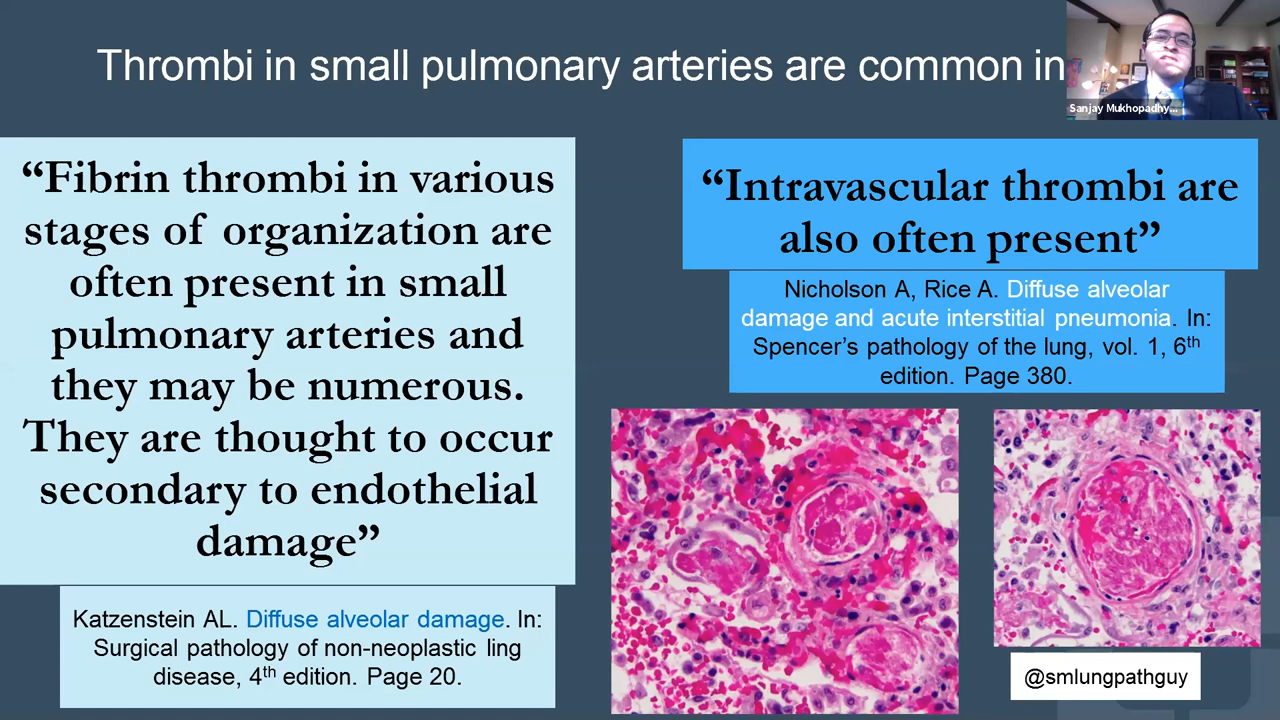 Thrombi in small pulmonary arteries are common in
Sanjay Mukhopadhy...
“Fibrin thrombi in various
stages of organization are
often present in small
pulmonary arteries and
they may be numerous.
They are thought to occur
secondary to endothelial
damage”
Katzenstein AL. Diffuse alveolar damage. In:
Surgical pathology of non-neoplastic ling
disease, 4th edition. Page 20.
“Intravascular thrombi are
also often present”
Nicholson A, Rice A. Diffuse alveolar
damage and acute interstitial pneumonia. In:
Spencer’s pathology of the lung, vol. 1, 6th
edition. Page 380.
@smlungpathguy